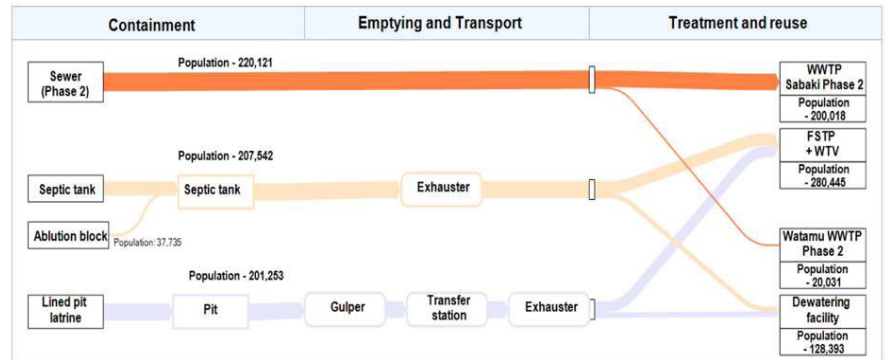 Containment
Emptying and Transport
Treatment and reuse
Population - 220,121
Sewer
(Phase 2)
WWTP
Sabaki Phase 2
Population
- 200,018
FSTP
+ WTV
Population
- 280,445
Population - 207,542
Septic tank
Septic tank
Exhauster
Ablution block
Population: 37,735
Watamu WWTP
Phase 2
Population
- 20,031
Population - 201,253
Lined pit
latrine
Pit
Gulper
Transfer
station
Exhauster
Dewatering
facility
Population
- 128,393